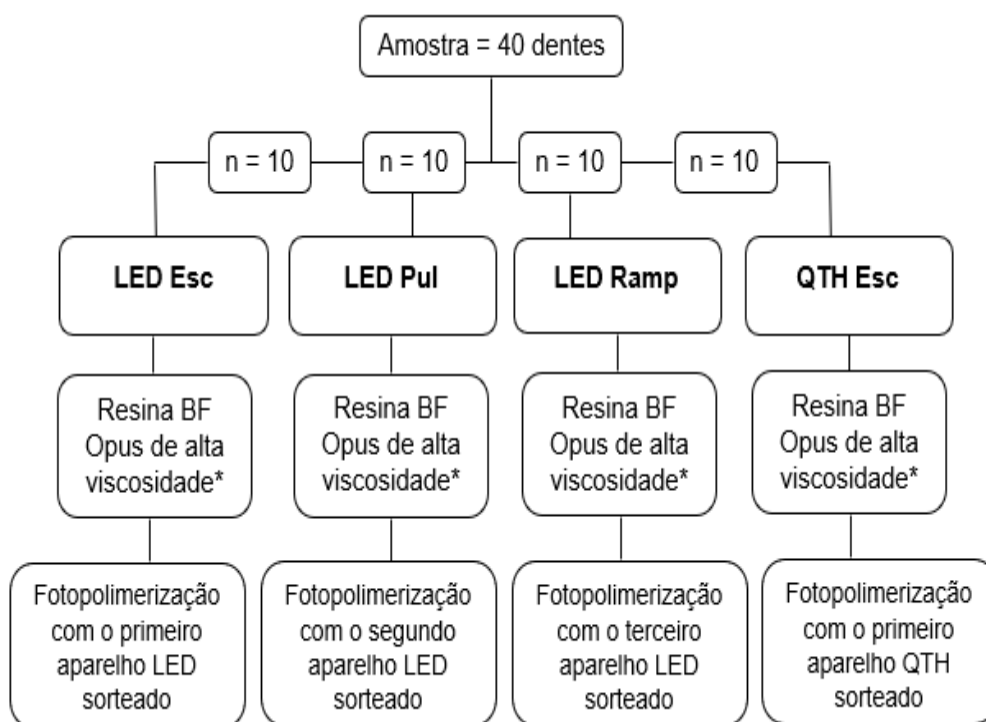 Amostra = 40 dentes
n = 10
n = 10
n = 10
n = 10
LED Esc
LED Pul
LED Ramp
QTH Esc
Resina BF
Opus de alta
viscosidade*
Resina BF
Opus de alta
viscosidade*
Resina BF
Opus de alta
viscosidade*
Resina BF
Opus de alta
viscosidade*
Fotopolimerização
com o primeiro
aparelho LED
sorteado
Fotopolimerização
com o segundo
aparelho LED
sorteado
Fotopolimerização
com o terceiro
aparelho LED
sorteado
Fotopolimerização
com o primeiro
aparelho QTH
sorteado